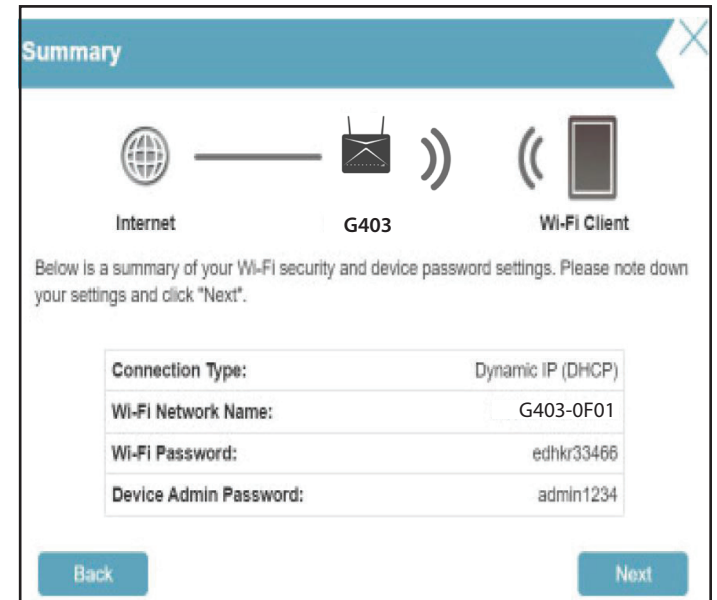 Summary
Internet
G403
Wi-Fi Client
Below is a summary of your Wi-Fi security and device password settings. Please note down
your settings and click "Next".
Connection Type: Dynamic IP (DHCP)
Wi-Fi Network Name: G403-0F01
Wi-Fi Password: edhkr33466
Device Admin Password: admin1234
Back
Next